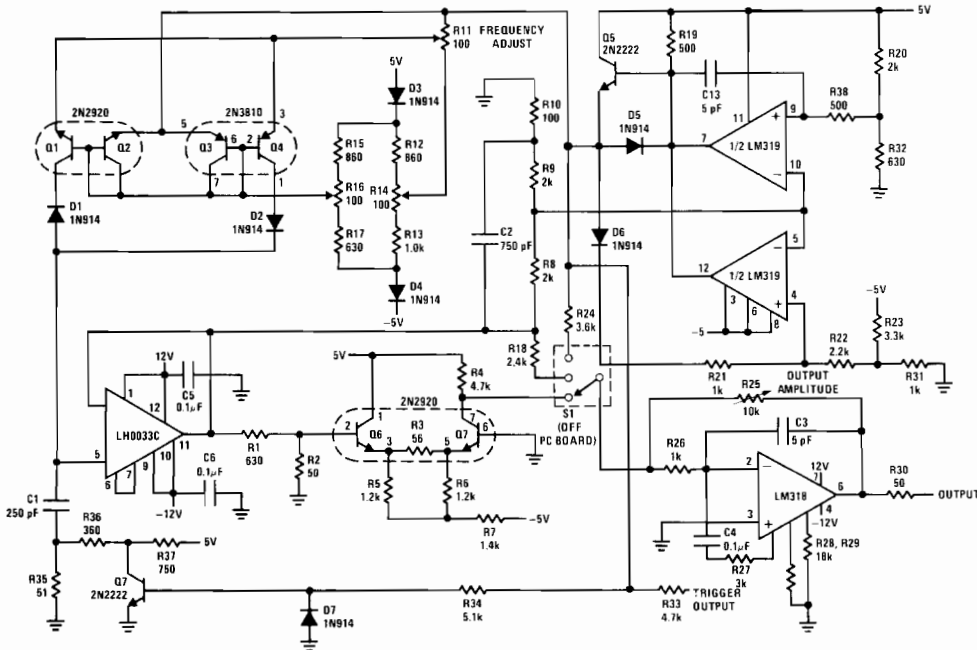 R11
100
FREQUENCY
ADJUST
Q5
2N2222
R19
500
5V
R20
2k
C13
5 pF
R38
500
R32
630
2N2920
2N3810
3
5
6
2
7
1
Q1
Q2
Q3
Q4
5V
D3
1N914
R10
100
D5
1N914
7
11
9
+
1/2 LM319
10
−
R15
860
R12
860
R16
100
R14
100
R9
2k
D1
1N914
D2
1N914
R17
630
R13
1.0k
C2
750 pF
R8
2k
D6
1N914
12
1/2 LM319
5
−
4
+
3
6
8
-5
D4
1N914
−5V
−5V
R24
3.6k
R23
3.3k
R22
2.2k
R21
1k
R31
1k
OUTPUT
AMPLITUDE
R18
2.4k
S1
(OFF
PC BOARD)
R25
10k
12V
1
C5
0.1μF
12
LH0033C
11
5
10
9
6
7
C6
0.1μF
−12V
R1
630
R2
50
5V
R4
4.7k
2N2920
1
7
2
6
Q6
Q7
R3
56
3
5
R5
1.2k
R6
1.2k
R7
1.4k
−5V
C3
5 pF
R26
1k
2
−
12V
7
LM318
6
4
−12V
3
+
R30
50
OUTPUT
C4
0.1μF
R27
3k
R28, R29
18k
C1
250 pF
R36
360
R37
750
5V
R35
51
Q7
2N2222
D7
1N914
R34
5.1k
R33
4.7k
TRIGGER
OUTPUT